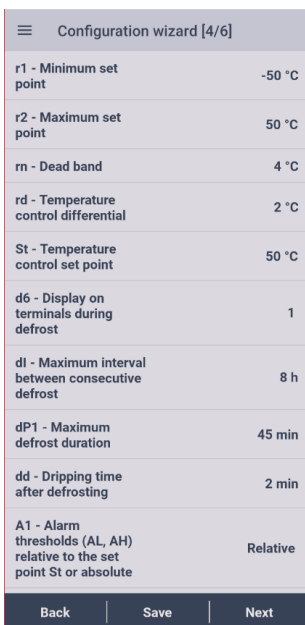 Configuration wizard [4/6]
r1 - Minimum set
point
-50 °C
r2 - Maximum set
point
50 °C
rn - Dead band
4 °C
rd - Temperature
control differential
2 °C
St - Temperature
control set point
50 °C
d6 - Display on
terminals during
defrost
1
dI - Maximum interval
between consecutive
defrost
8 h
dP1 - Maximum
defrost duration
45 min
dd - Dripping time
after defrosting
2 min
A1 - Alarm
thresholds (AL, AH)
relative to the set
point St or absolute
Relative
Back Save Next